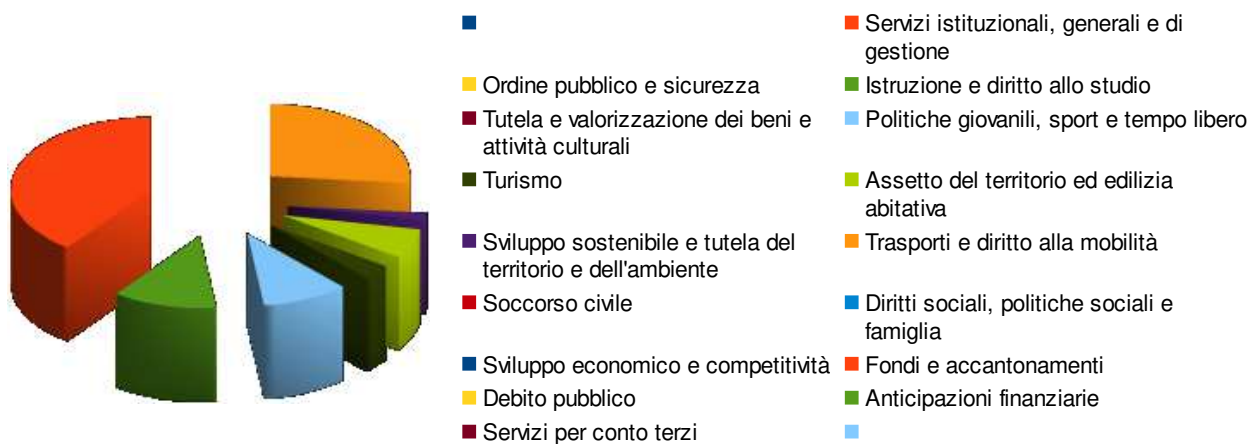 Servizi istituzionali, generali e di
gestione
Ordine pubblico e sicurezza
Istruzione e diritto allo studio
Tutela e valorizzazione dei beni e
attività culturali
Politiche giovanili, sport e tempo libero
Turismo
Assetto del territorio ed edilizia
abitativa
Sviluppo sostenibile e tutela del
territorio e dell'ambiente
Trasporti e diritto alla mobilità
Soccorso civile
Diritti sociali, politiche sociali e
famiglia
Sviluppo economico e competitività
Fondi e accantonamenti
Debito pubblico
Anticipazioni finanziarie
Servizi per conto terzi